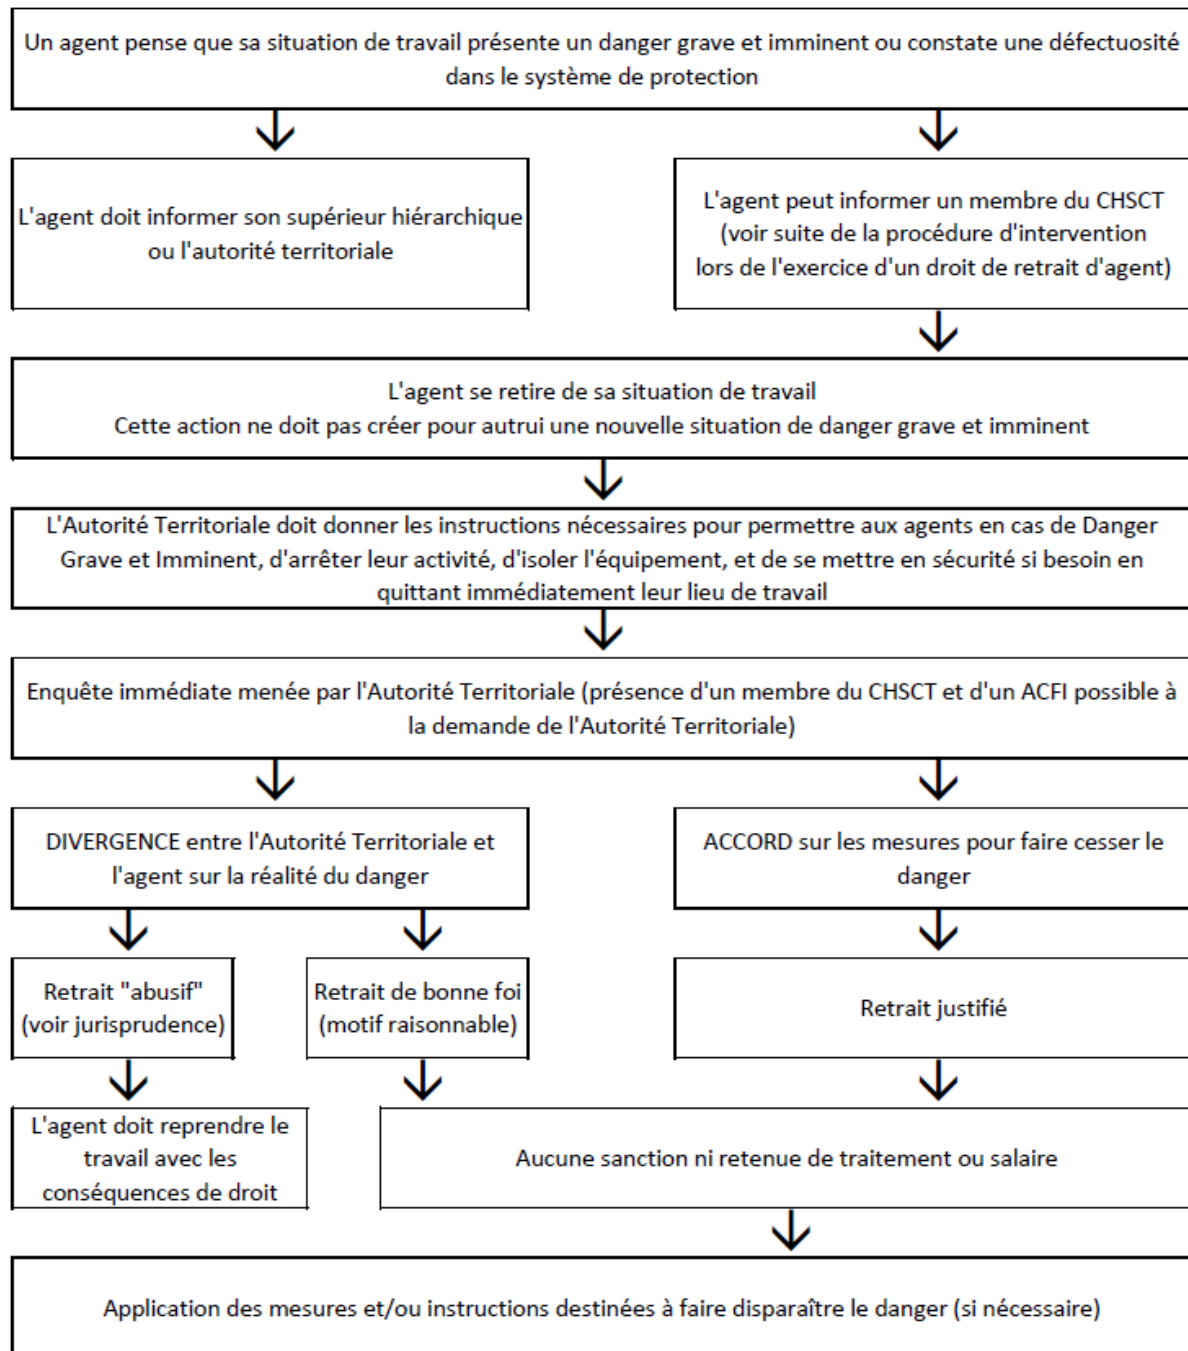 Un agent pense que sa situation de travail présente un danger grave et imminent ou constate une défectuosité
dans le système de protection
L'agent doit informer son supérieur hiérarchique
ou l'autorité territoriale
L'agent peut informer un membre du CHSCT
(voir suite de la procédure d'intervention
lors de l'exercice d'un droit de retrait d'agent)
L'agent se retire de sa situation de travail
Cette action ne doit pas créer pour autrui une nouvelle situation de danger grave et imminent
L'Autorité Territoriale doit donner les instructions nécessaires pour permettre aux agents en cas de Danger
Grave et Imminent, d'arrêter leur activité, d'isoler l'équipement, et de se mettre en sécurité si besoin en
quittant immédiatement leur lieu de travail
Enquête immédiate menée par l'Autorité Territoriale (présence d'un membre du CHSCT et d'un ACFI possible à
la demande de l'Autorité Territoriale)
DIVERGENCE entre l'Autorité Territoriale et
l'agent sur la réalité du danger
ACCORD sur les mesures pour faire cesser le
danger
Retrait "abusif"
(voir jurisprudence)
Retrait de bonne foi
(motif raisonnable)
Retrait justifié
L'agent doit reprendre le
travail avec les
conséquences de droit
Aucune sanction ni retenue de traitement ou salaire
Application des mesures et/ou instructions destinées à faire disparaître le danger (si nécessaire)